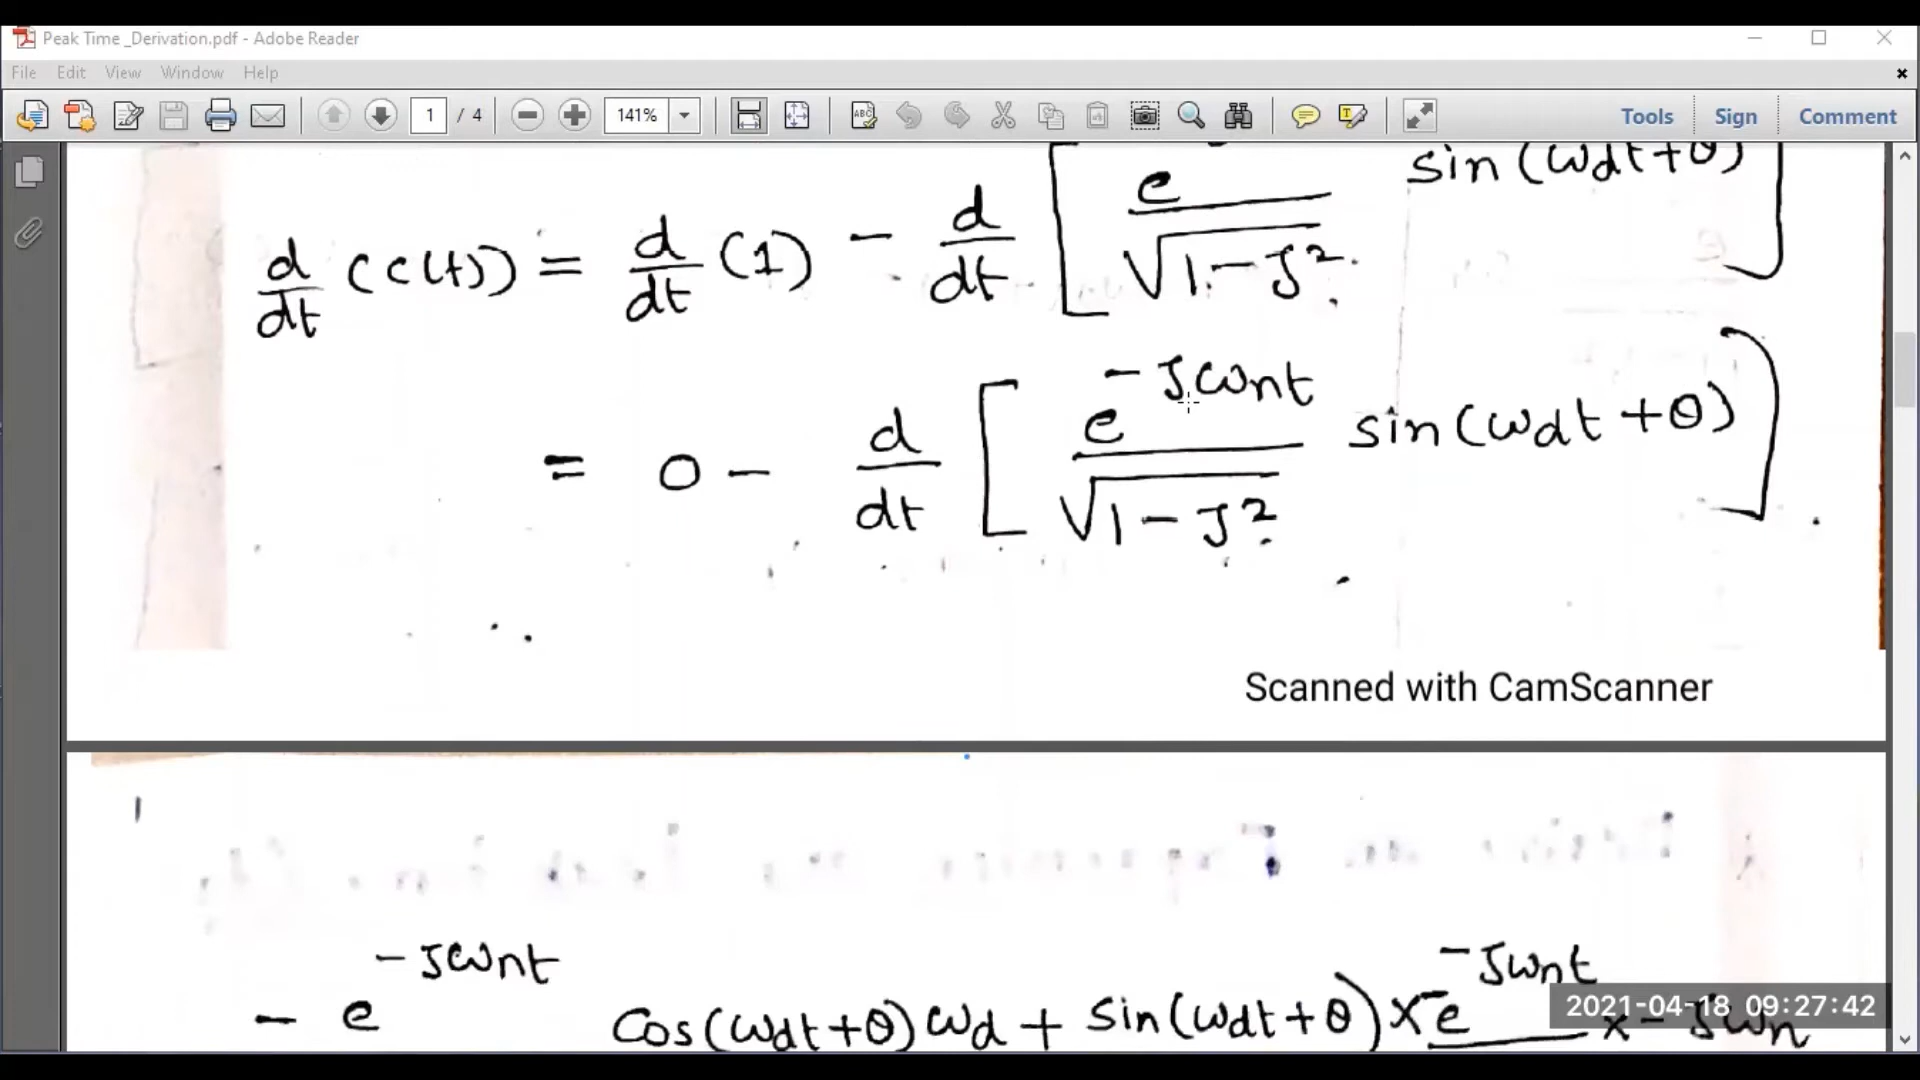 Peak Time _Derivation.pdf - Adobe Reader
File Edit View Window Help
1 / 4 141% Tools Sign Comment
d/dt (c(t)) = d/dt (1) - d/dt [ e / √1-ζ² sin(ωdt+θ) ]
= 0 - d/dt [ e^-ζωnt / √1-ζ² sin(ωdt+θ) ]
Scanned with CamScanner
- e^-ζωnt cos(ωdt+θ)ωd + sin(ωdt+θ) x -e^-ζωnt x -ζωn
2021-04-18 09:27:42